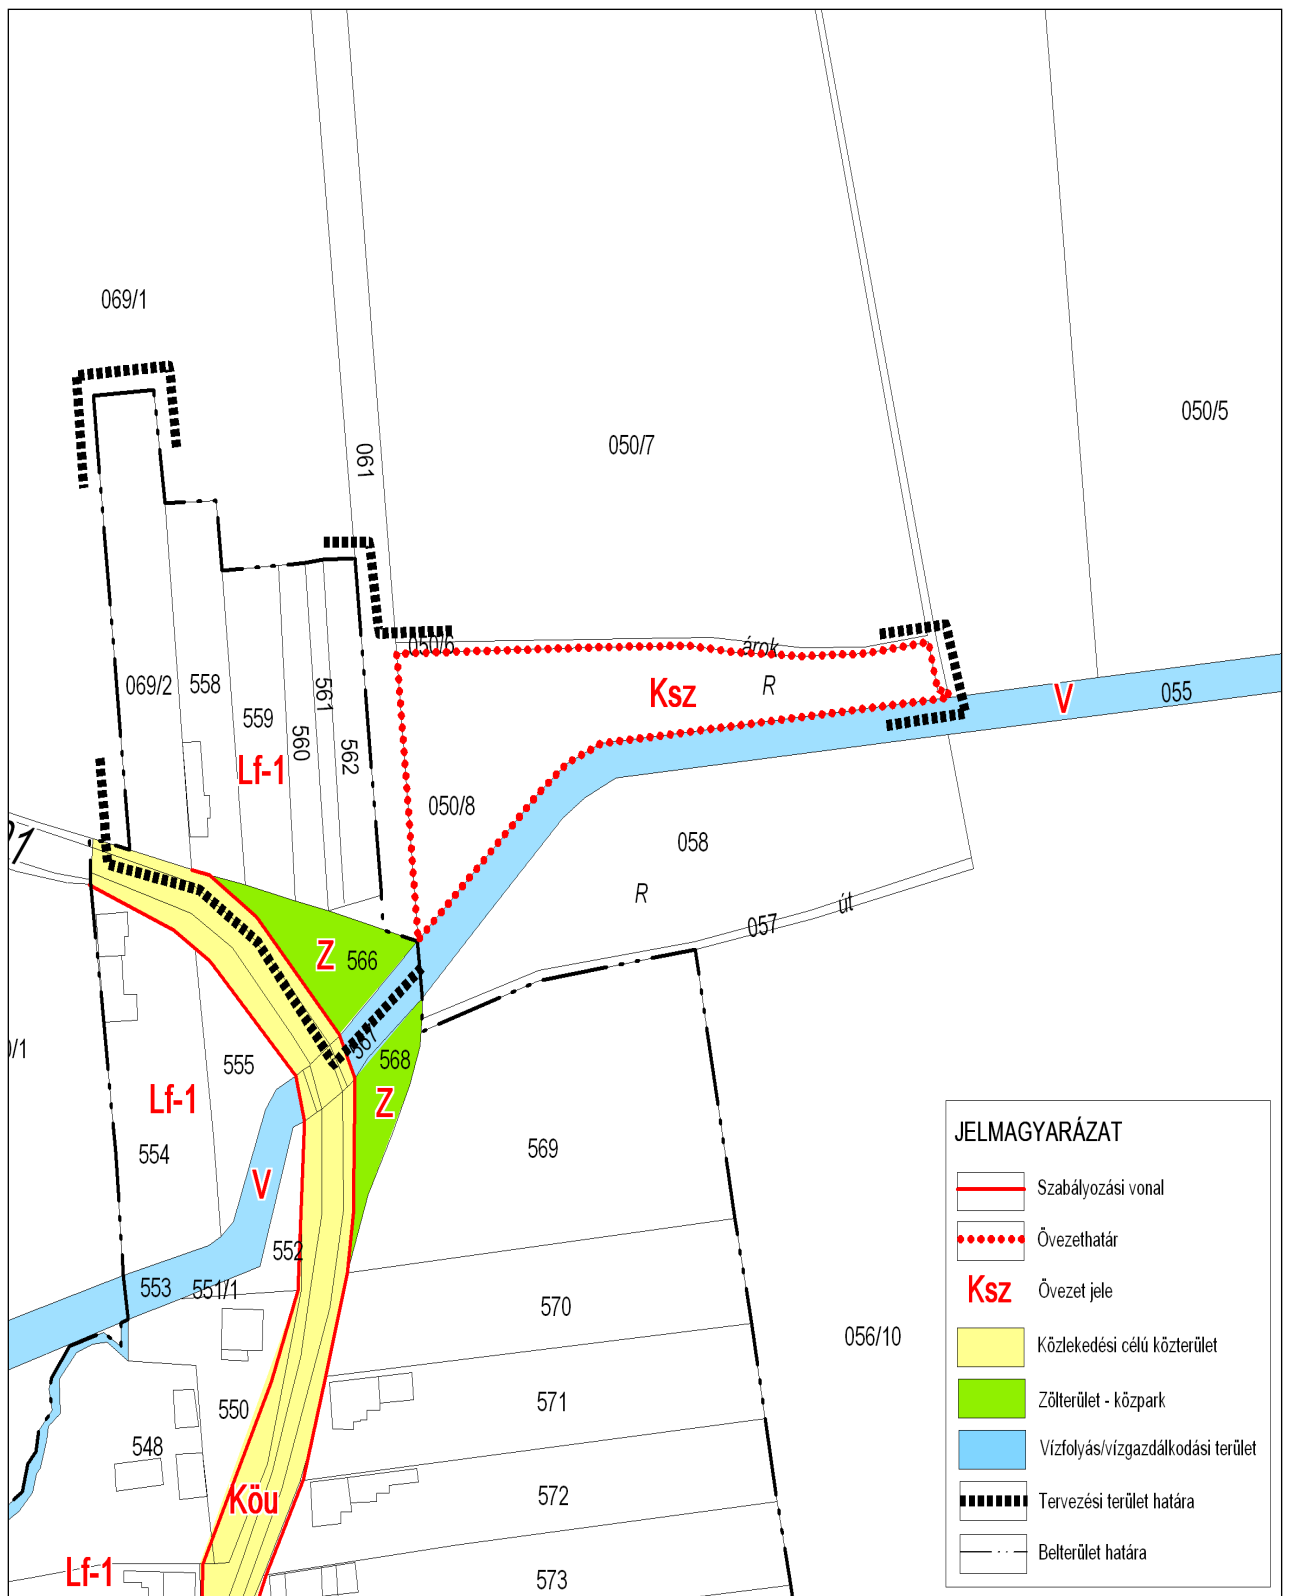 069/1
050/5
050/7
061
050/6
árok
R
Ksz
V
055
069/2
558
559
560
561
562
Lf-1
050/8
058
R
057
út
Z
566
567
568
Z
555
Lf-1
554
569
V
552
553
551/1
570
056/10
550
571
548
Köu
572
Lf-1
573
JELMAGYARÁZAT
Szabályozási vonal
Övezethatár
Ksz Övezet jele
Közlekedési célú közterület
Zölterület - közpark
Vízfolyás/vízgazdálkodási terület
Tervezési terület határa
Belterület határa